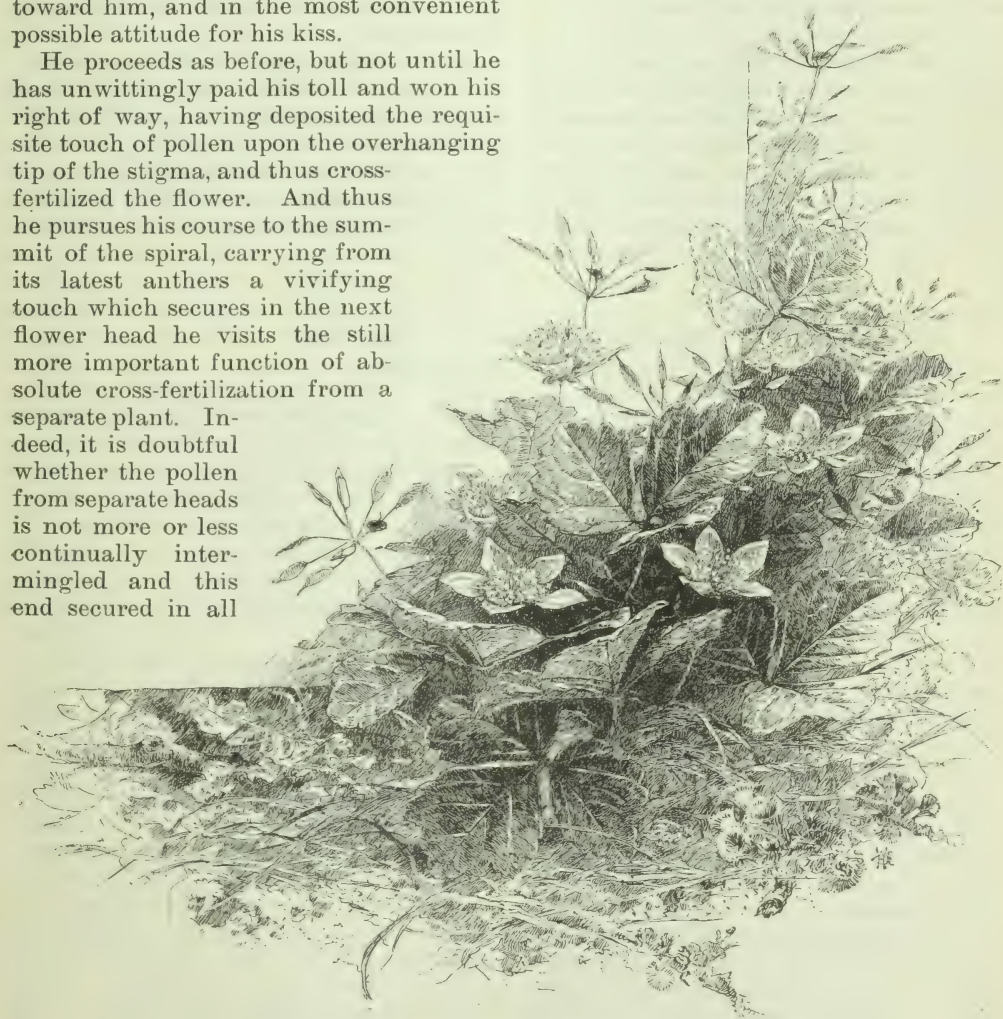 toward him, and in the most convenient
possible attitude for his kiss.
He proceeds as before, but not until he
has unwittingly paid his toll and won his
right of way, having deposited the requi-
site touch of pollen upon the overhanging
tip of the stigma, and thus cross-
fertilized the flower. And thus
he pursues his course to the sum-
mit of the spiral, carrying from
its latest anthers a vivifying
touch which secures in the next
flower head he visits the still
more important function of ab-
solute cross-fertilization from a
separate plant. In-
deed, it is doubtful
whether the pollen
from separate heads
is not more or less
continually inter-
mingled and this
end secured in all